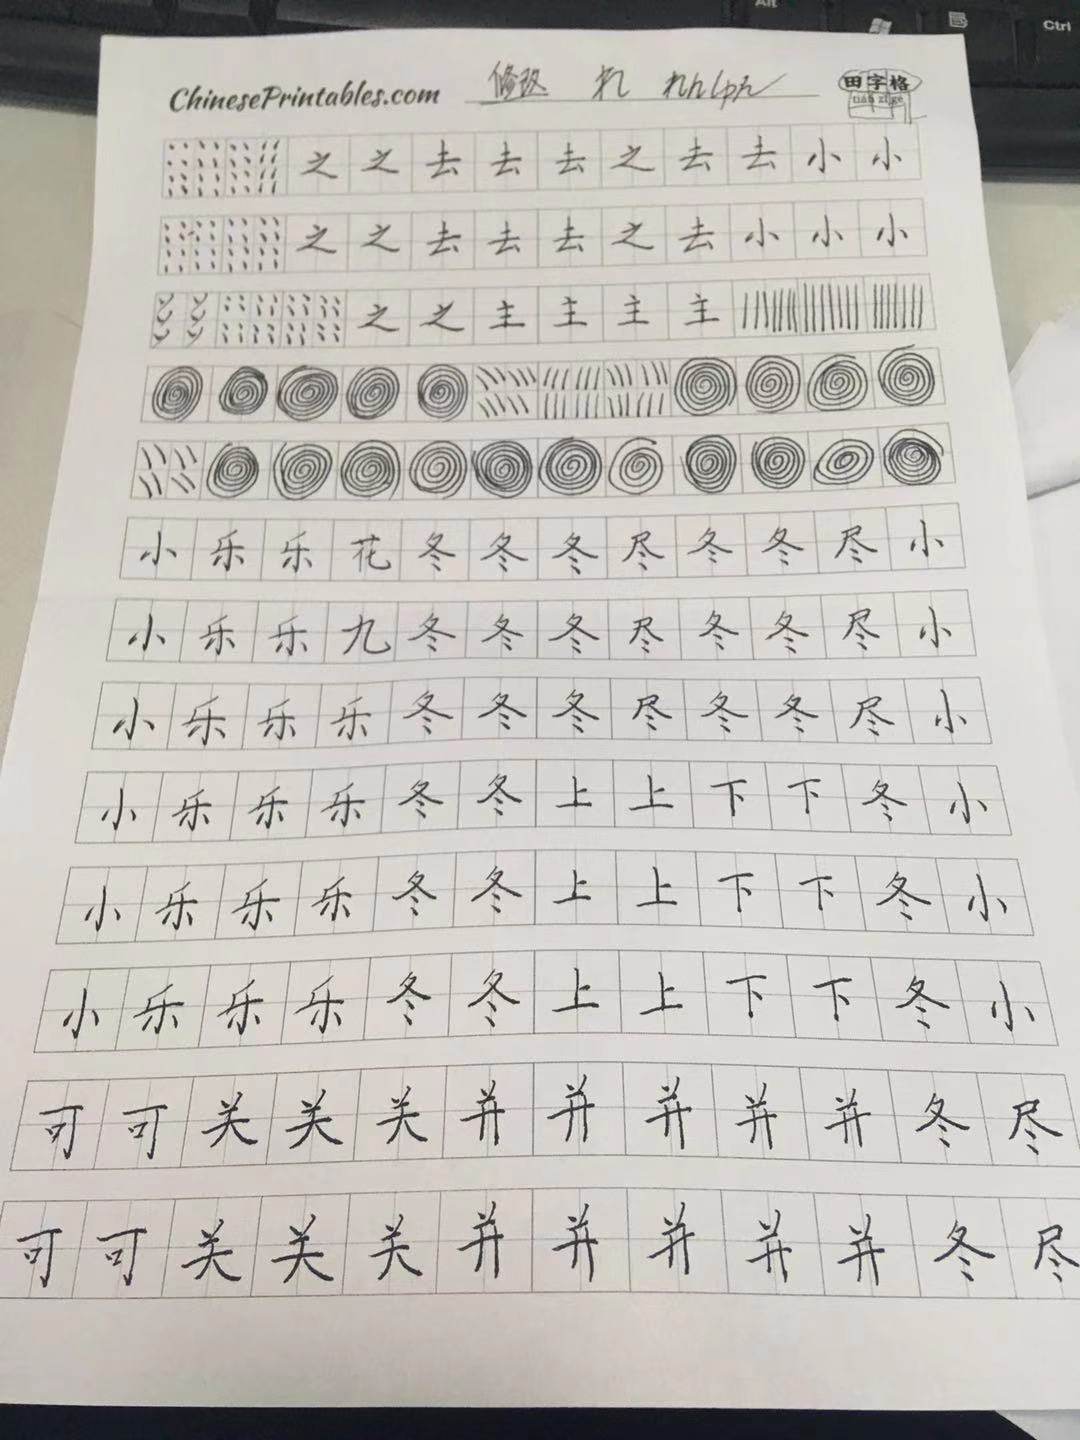 ChinesePrintables.com 修改 田字格
tián zì gé
之 之 去 去 去 之 去 去 小 小
之 之 去 去 去 之 去 小 小 小
之 之 主 主 主 主
小 乐 乐 花 冬 冬 冬 尽 冬 冬 尽 小
小 乐 乐 九 冬 冬 冬 尽 冬 冬 尽 小
小 乐 乐 乐 冬 冬 冬 尽 冬 冬 尽 小
小 乐 乐 乐 冬 冬 上 上 下 下 冬 小
小 乐 乐 乐 冬 冬 上 上 下 下 冬 小
小 乐 乐 乐 冬 冬 上 上 下 下 冬 小
可 可 关 关 关 并 并 并 并 并 冬 尽
可 可 关 关 关 并 并 并 并 并 冬 尽
Alt
Ctrl